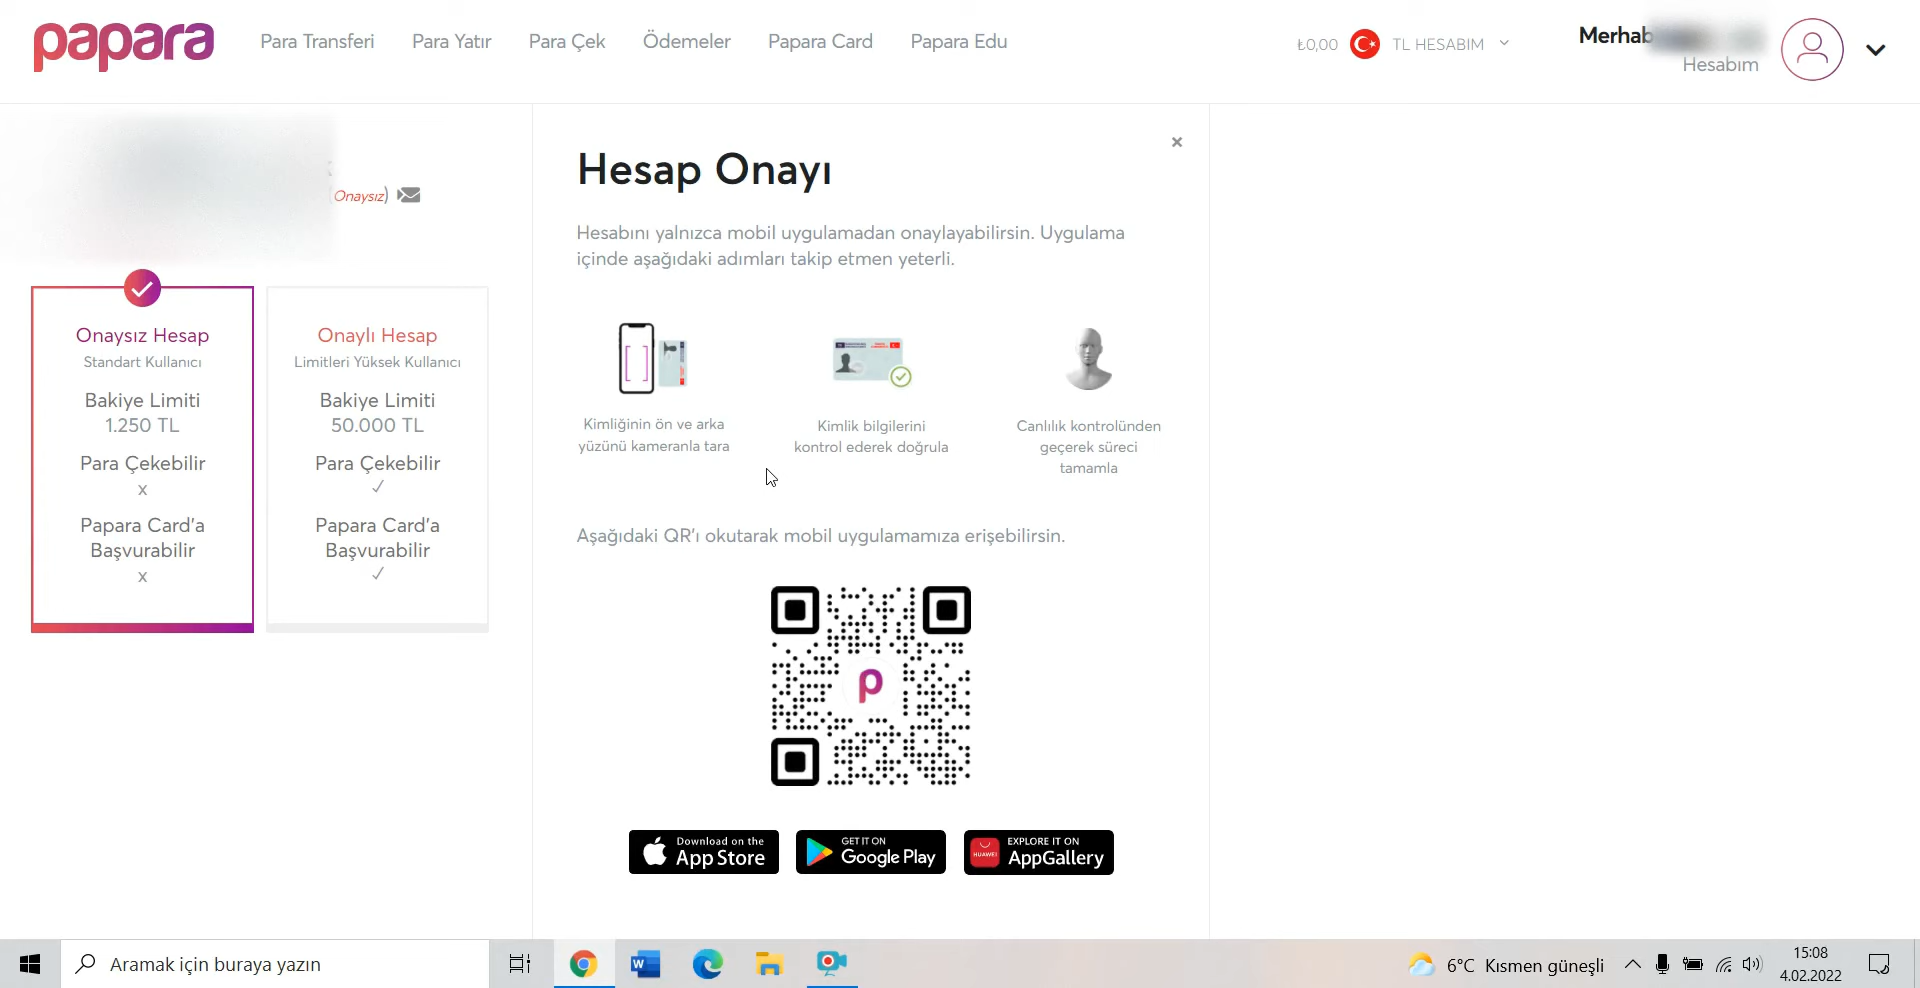 papara
Para Transferi
Para Yatır
Para Çek
Ödemeler
Papara Card
Papara Edu
₺0,00
TL HESABIM
Merhab
Hesabım
Onaysız)
Onaysız Hesap
Standart Kullanıcı
Bakiye Limiti
1.250 TL
Para Çekebilir
x
Papara Card'a
Başvurabilir
x
Onaylı Hesap
Limitleri Yüksek Kullanıcı
Bakiye Limiti
50.000 TL
Para Çekebilir
✓
Papara Card'a
Başvurabilir
✓
Hesap Onayı
Hesabını yalnızca mobil uygulamadan onaylayabilirsin. Uygulama
içinde aşağıdaki adımları takip etmen yeterli.
Kimliğinin ön ve arka
yüzünü kameranla tara
Kimlik bilgilerini
kontrol ederek doğrula
Canlılık kontrolünden
geçerek süreci
tamamla
Aşağıdaki QR'ı okutarak mobil uygulamamıza erişebilirsin.
p
Download on the
App Store
GET IT ON
Google Play
HUAWEI
EXPLORE IT ON
AppGallery
Aramak için buraya yazın
6°C Kısmen güneşli
15:08
4.02.2022